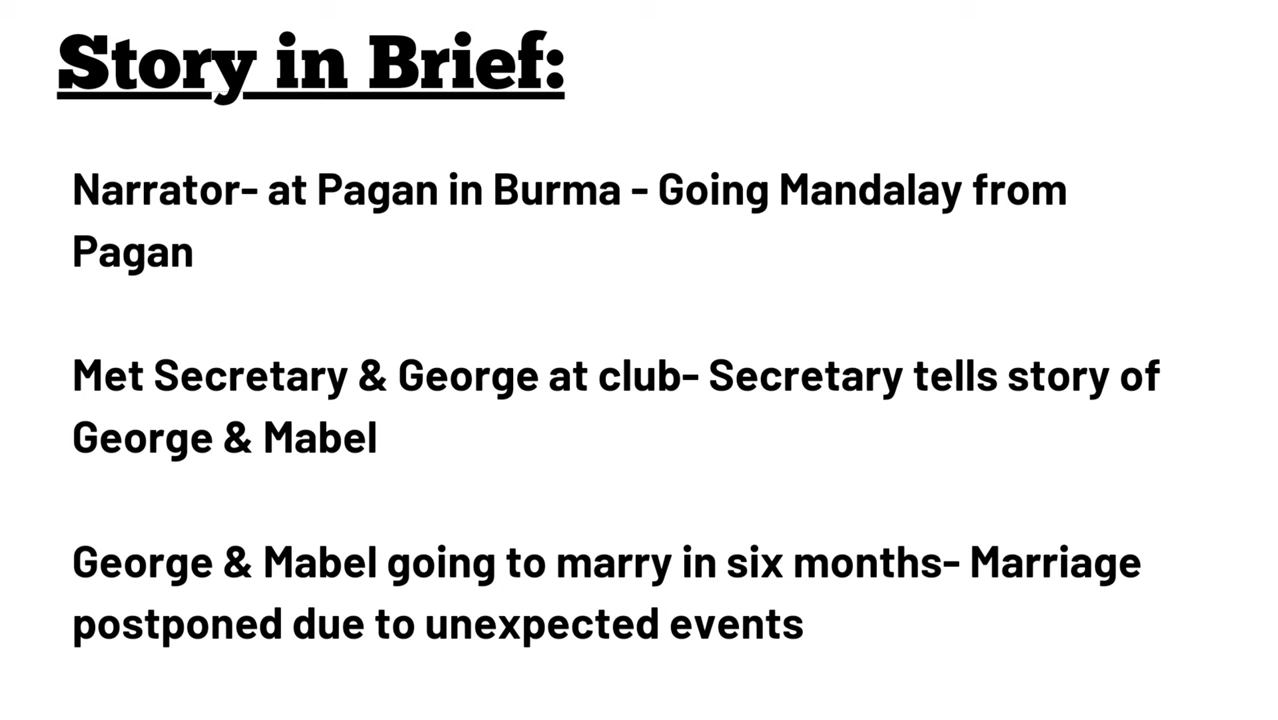 Story in Brief:
Narrator- at Pagan in Burma - Going Mandalay from
Pagan
Met Secretary & George at club- Secretary tells story of
George & Mabel
George & Mabel going to marry in six months- Marriage
postponed due to unexpected events